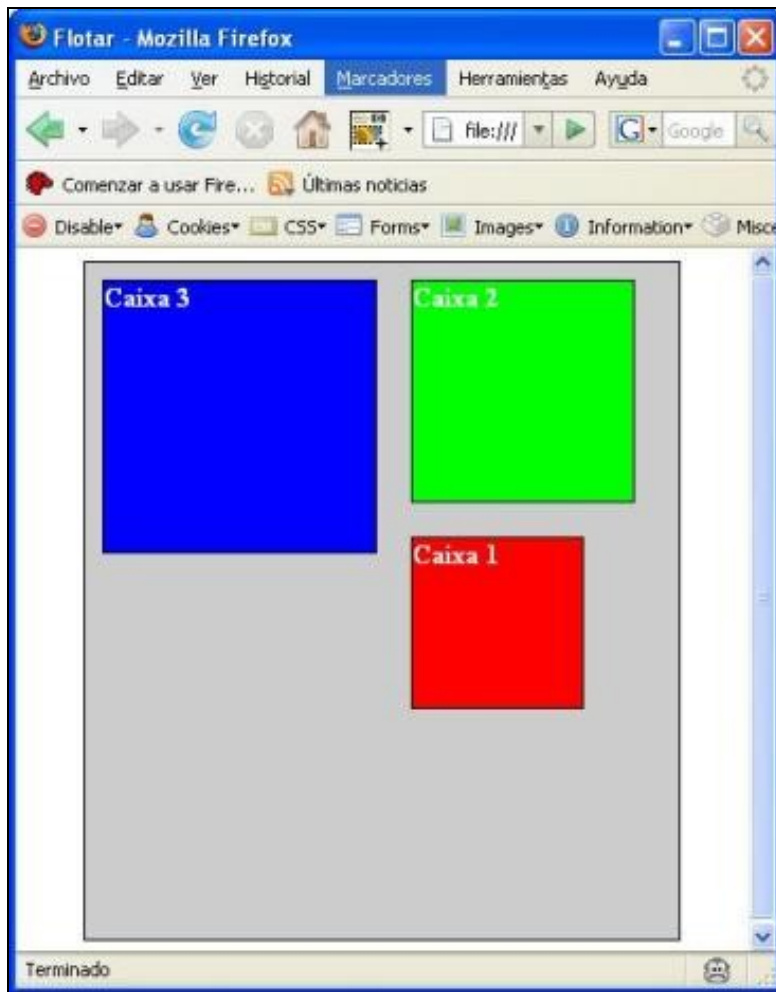 Flotar - Mozilla Firefox
Archivo Editar Ver Historial Marcadores Herramientas Ayuda
file:/// G Google
Comenzar a usar Fire... Últimas noticias
Disable Cookies CSS Forms Images Information Misce
Caixa 3 Caixa 2
Caixa 1
Terminado